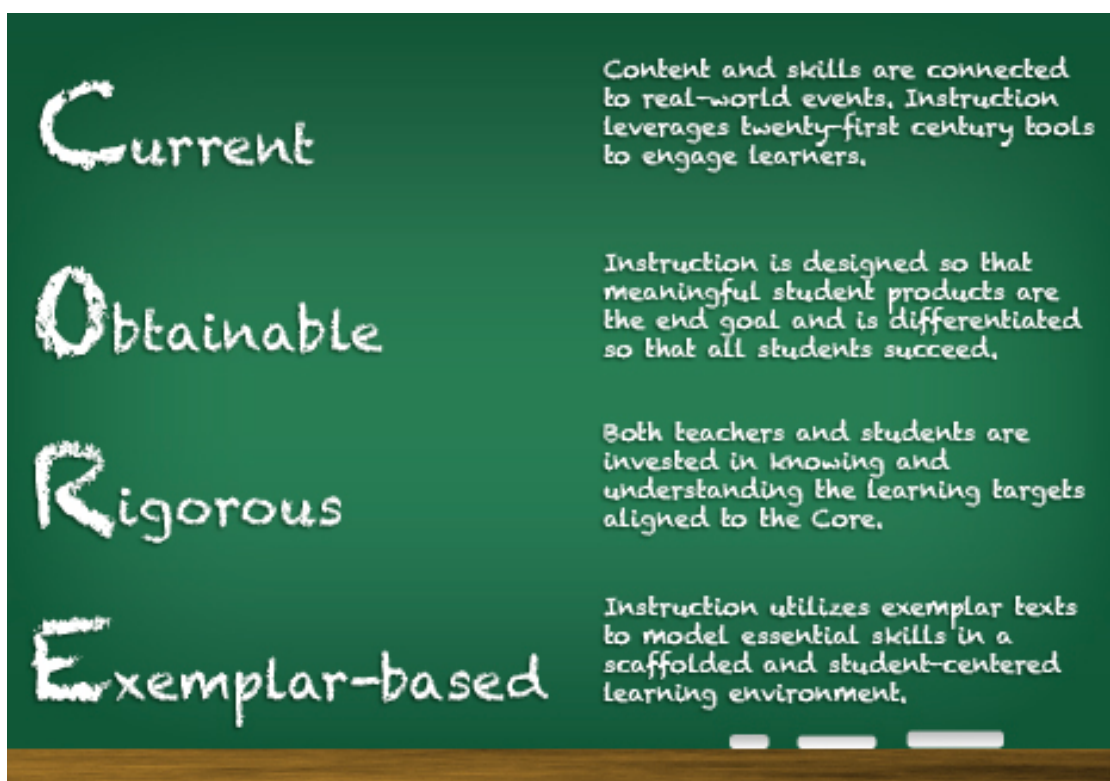 Current
Content and skills are connected
to real-world events. Instruction
leverages twenty-first century tools
to engage learners.
Obtainable
Instruction is designed so that
meaningful student products are
the end goal and is differentiated
so that all students succeed.
Rigorous
Both teachers and students are
invested in knowing and
understanding the learning targets
aligned to the Core.
Exemplar-based
Instruction utilizes exemplar texts
to model essential skills in a
scaffolded and student-centered
learning environment.